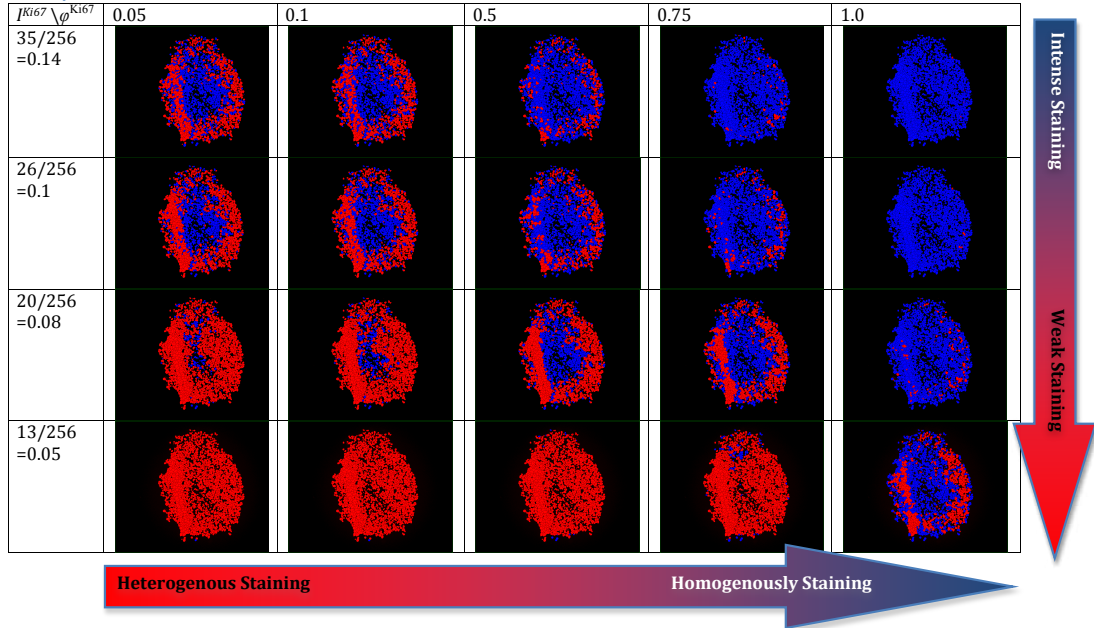 I^Ki67 \φ^Ki67 0.05 0.1 0.5 0.75 1.0
35/256
=0.14
26/256
=0.1
20/256
=0.08
13/256
=0.05
Intense Staining
Weak Staining
Heterogenous Staining
Homogenously Staining